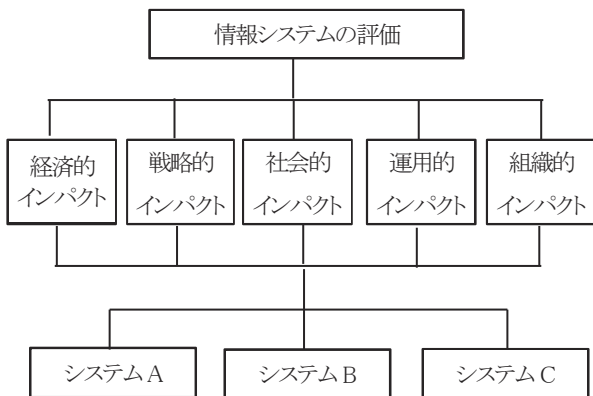 情報システムの評価
経済的
インパクト
戦略的
インパクト
社会的
インパクト
運用的
インパクト
組織的
インパクト
システムA
システムB
システムC